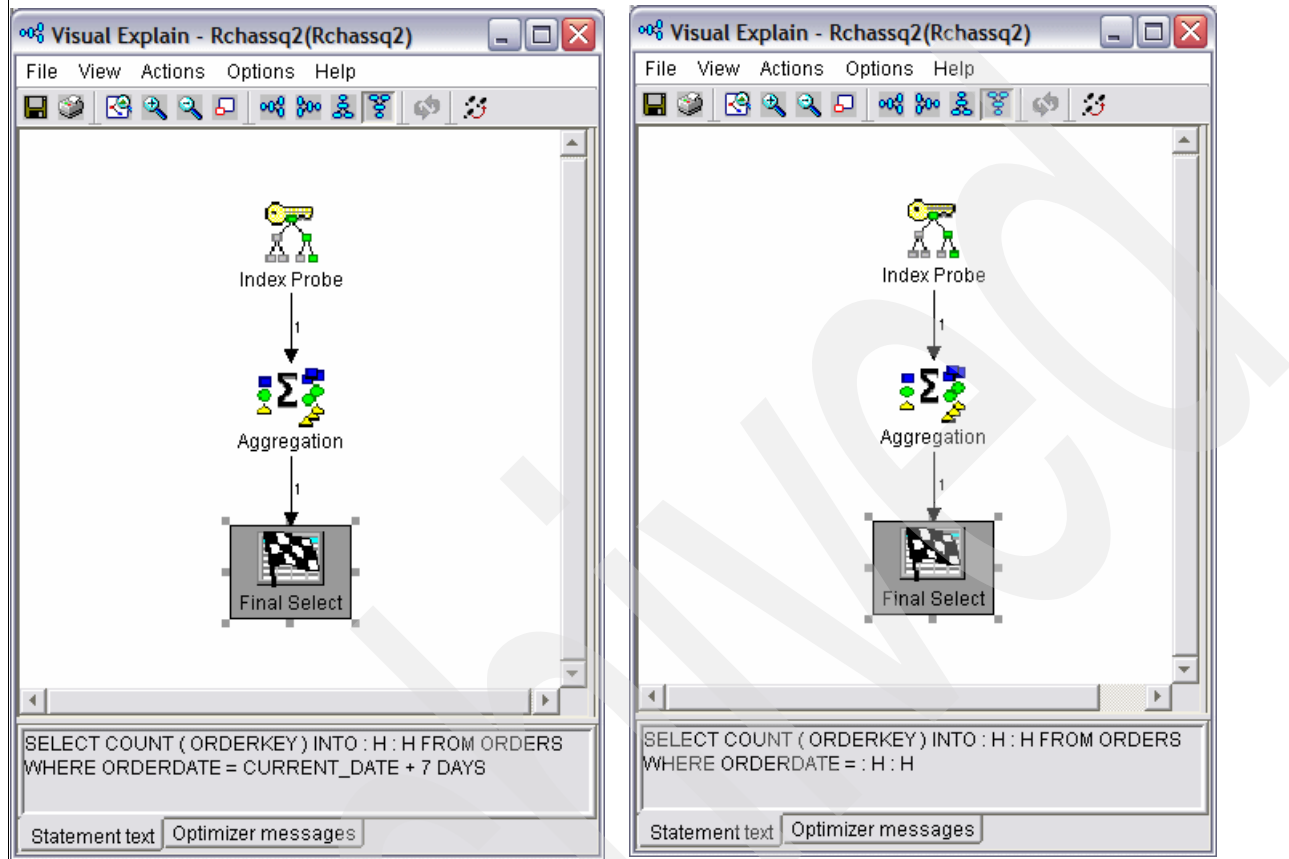 Visual Explain - Rchassq2(Rchassq2)
File View Actions Options Help
Index Probe
1
Aggregation
1
Final Select
SELECT COUNT ( ORDERKEY ) INTO : H : H FROM ORDERS
WHERE ORDERDATE = CURRENT_DATE + 7 DAYS
Statement text Optimizer messages
Visual Explain - Rchassq2(Rchassq2)
File View Actions Options Help
Index Probe
1
Aggregation
1
Final Select
SELECT COUNT ( ORDERKEY ) INTO : H : H FROM ORDERS
WHERE ORDERDATE = : H : H
Statement text Optimizer messages